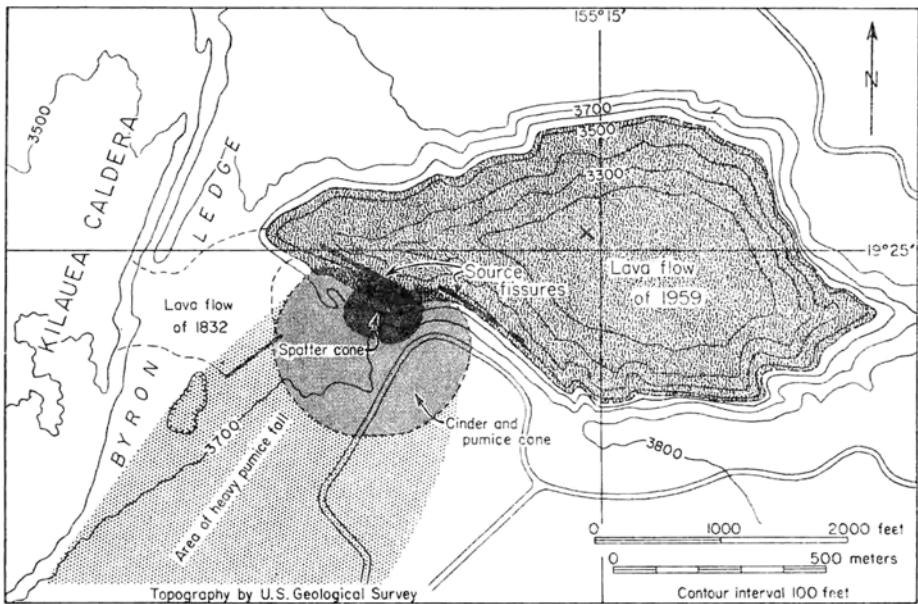 155°15'
N
3700
3500
3500
3300
KILAUEA CALDERA
BYRON LEDGE
19°25'
Source
fissures
Lava flow
of 1959
Lava flow
of 1832
Spatter cone
Cinder and
pumice cone
3700
3800
Area of heavy pumice fall
0 1000 2000 feet
0 500 meters
Topography by U.S. Geological Survey
Contour interval 100 feet